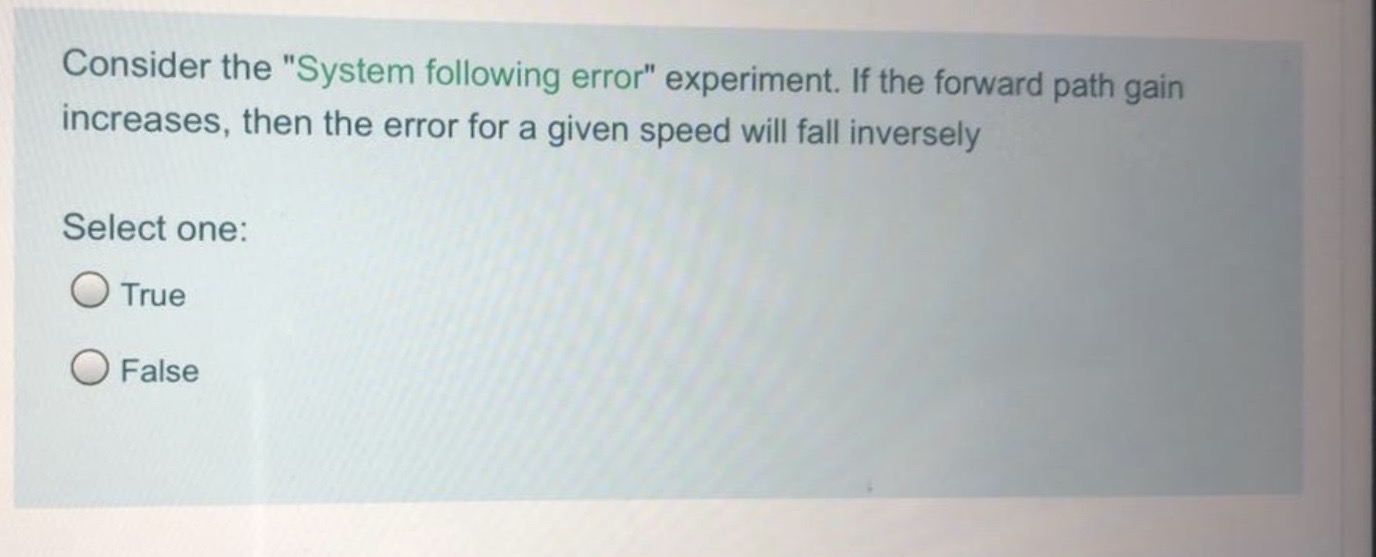 Consider the "System following error" experiment. If the forward path gain
increases, then the error for a given speed will fall inversely
Select one:
True
False